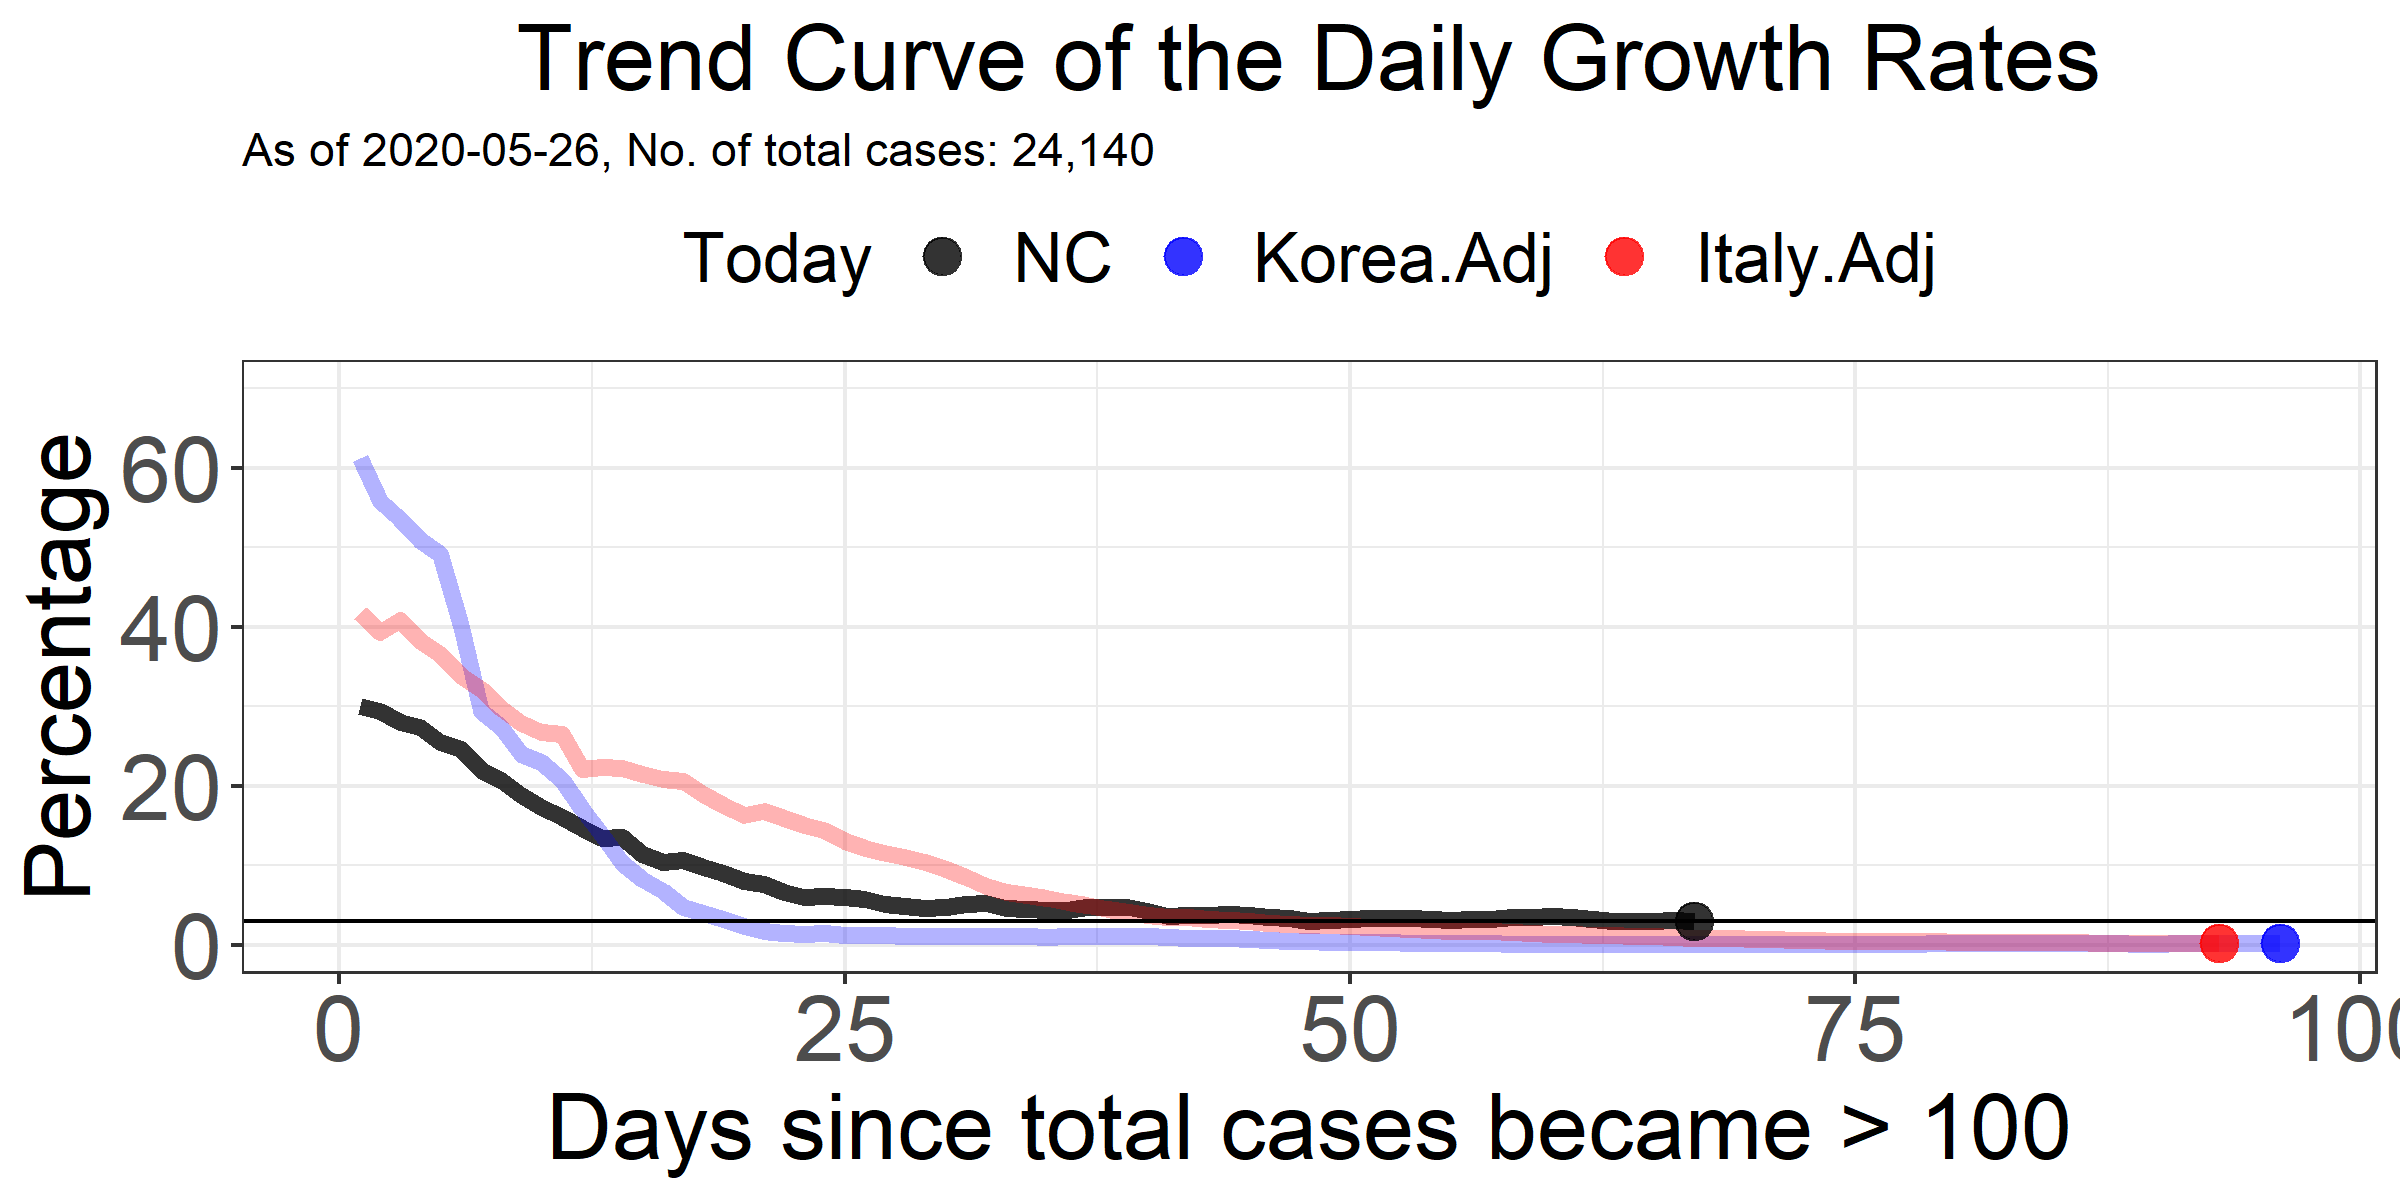 Trend Curve of the Daily Growth Rates
As of 2020-05-26, No. of total cases: 24,140
Today NC Korea.Adj Italy.Adj
Percentage
60
40
20
0
0 25 50 75 100
Days since total cases became > 100